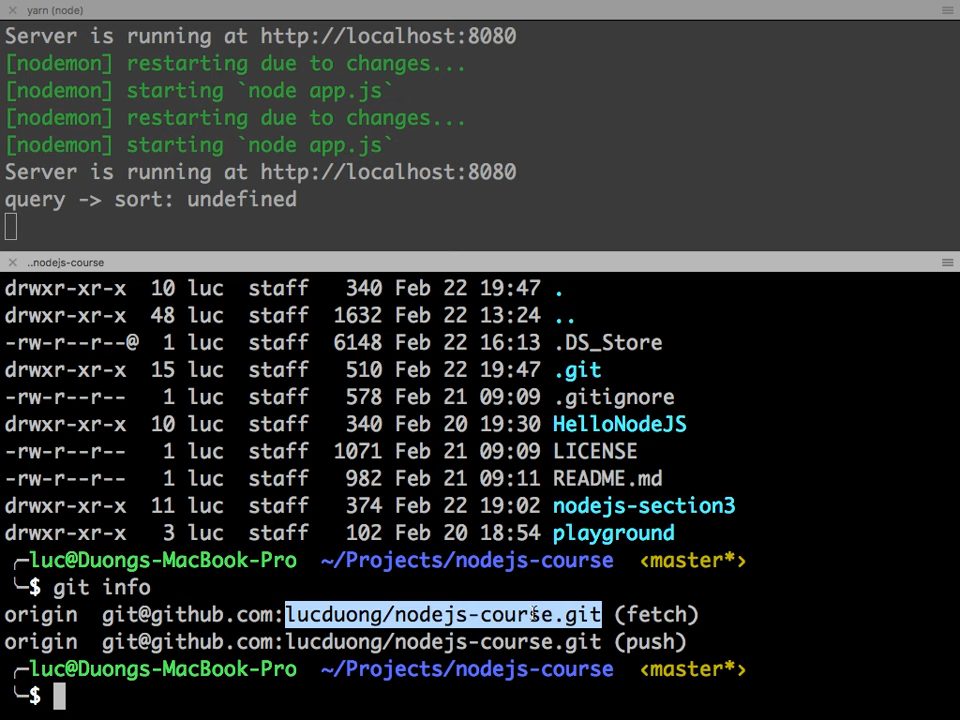 yarn (node)
Server is running at http://localhost:8080
[nodemon] restarting due to changes...
[nodemon] starting `node app.js`
[nodemon] restarting due to changes...
[nodemon] starting `node app.js`
Server is running at http://localhost:8080
query -> sort: undefined
..nodejs-course
drwxr-xr-x 10 luc staff 340 Feb 22 19:47 .
drwxr-xr-x 48 luc staff 1632 Feb 22 13:24 ..
-rw-r--r--@ 1 luc staff 6148 Feb 22 16:13 .DS_Store
drwxr-xr-x 15 luc staff 510 Feb 22 19:47 .git
-rw-r--r-- 1 luc staff 578 Feb 21 09:09 .gitignore
drwxr-xr-x 10 luc staff 340 Feb 20 19:30 HelloNodeJS
-rw-r--r-- 1 luc staff 1071 Feb 21 09:09 LICENSE
-rw-r--r-- 1 luc staff 982 Feb 21 09:11 README.md
drwxr-xr-x 11 luc staff 374 Feb 22 19:02 nodejs-section3
drwxr-xr-x 3 luc staff 102 Feb 20 18:54 playground
╭─luc@Duongs-MacBook-Pro ~/Projects/nodejs-course ‹master*›
╰─$ git info
origin git@github.com:lucduong/nodejs-course.git (fetch)
origin git@github.com:lucduong/nodejs-course.git (push)
╭─luc@Duongs-MacBook-Pro ~/Projects/nodejs-course ‹master*›
╰─$